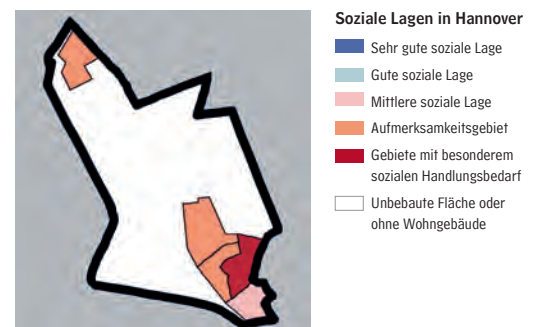 Soziale Lagen in Hannover
Sehr gute soziale Lage
Gute soziale Lage
Mittlere soziale Lage
Aufmerksamkeitsgebiet
Gebiete mit besonderem
sozialen Handlungsbedarf
Unbebaute Fläche oder
ohne Wohngebäude